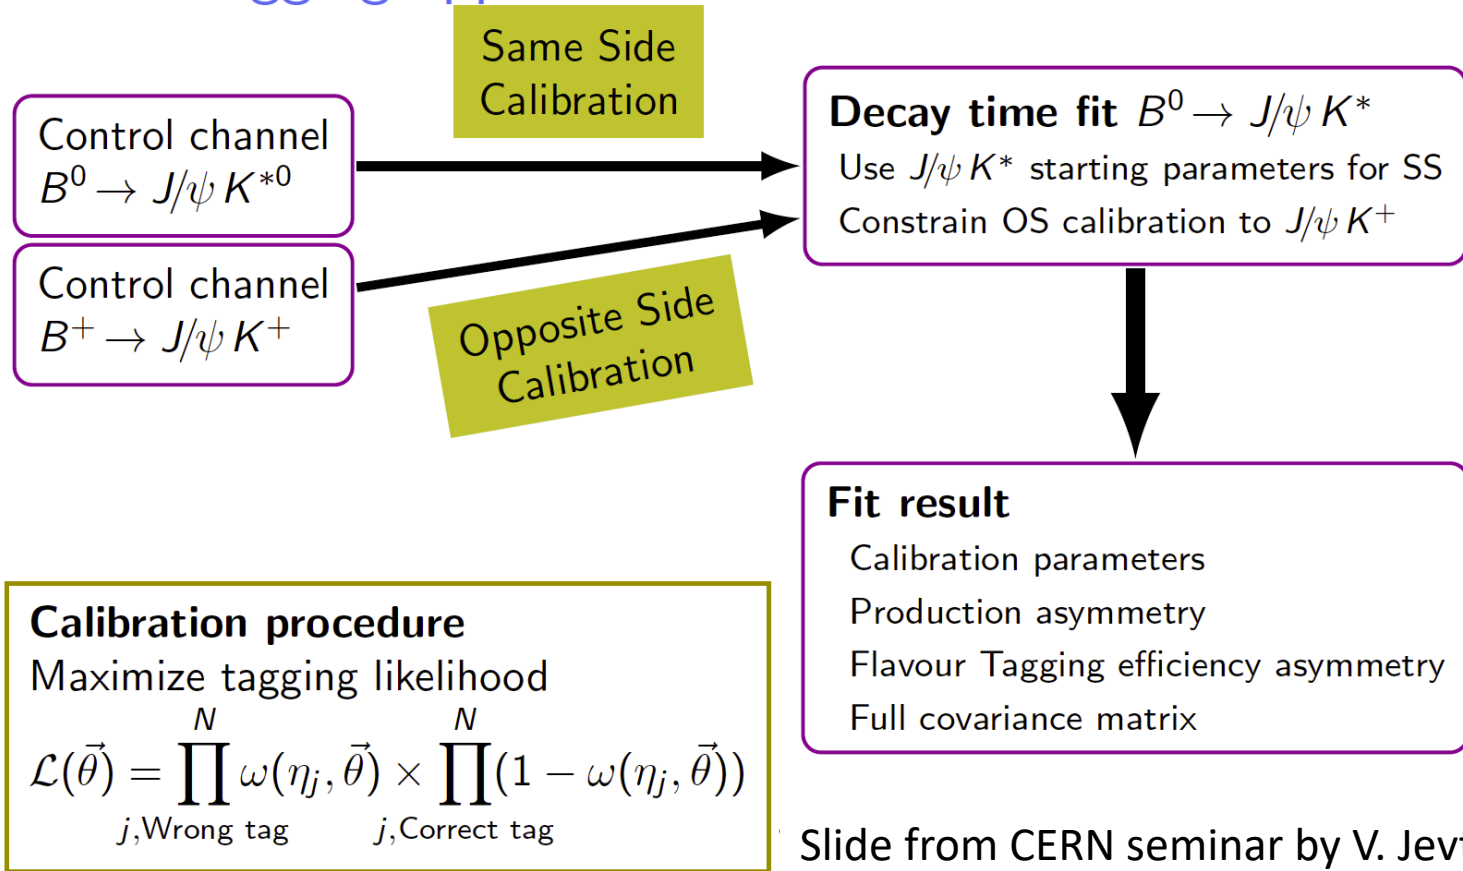 Same Side
Calibration
Control channel
B⁰ → J/ψ K*⁰
Control channel
B⁺ → J/ψ K⁺
Opposite Side
Calibration
Decay time fit B⁰ → J/ψ K*
Use J/ψ K* starting parameters for SS
Constrain OS calibration to J/ψ K⁺
Fit result
Calibration parameters
Production asymmetry
Flavour Tagging efficiency asymmetry
Full covariance matrix
Calibration procedure
Maximize tagging likelihood
N N
L(θ⃗) = ∏ ω(η_j, θ⃗) × ∏ (1 − ω(η_j, θ⃗))
j,Wrong tag j,Correct tag
Slide from CERN seminar by V.